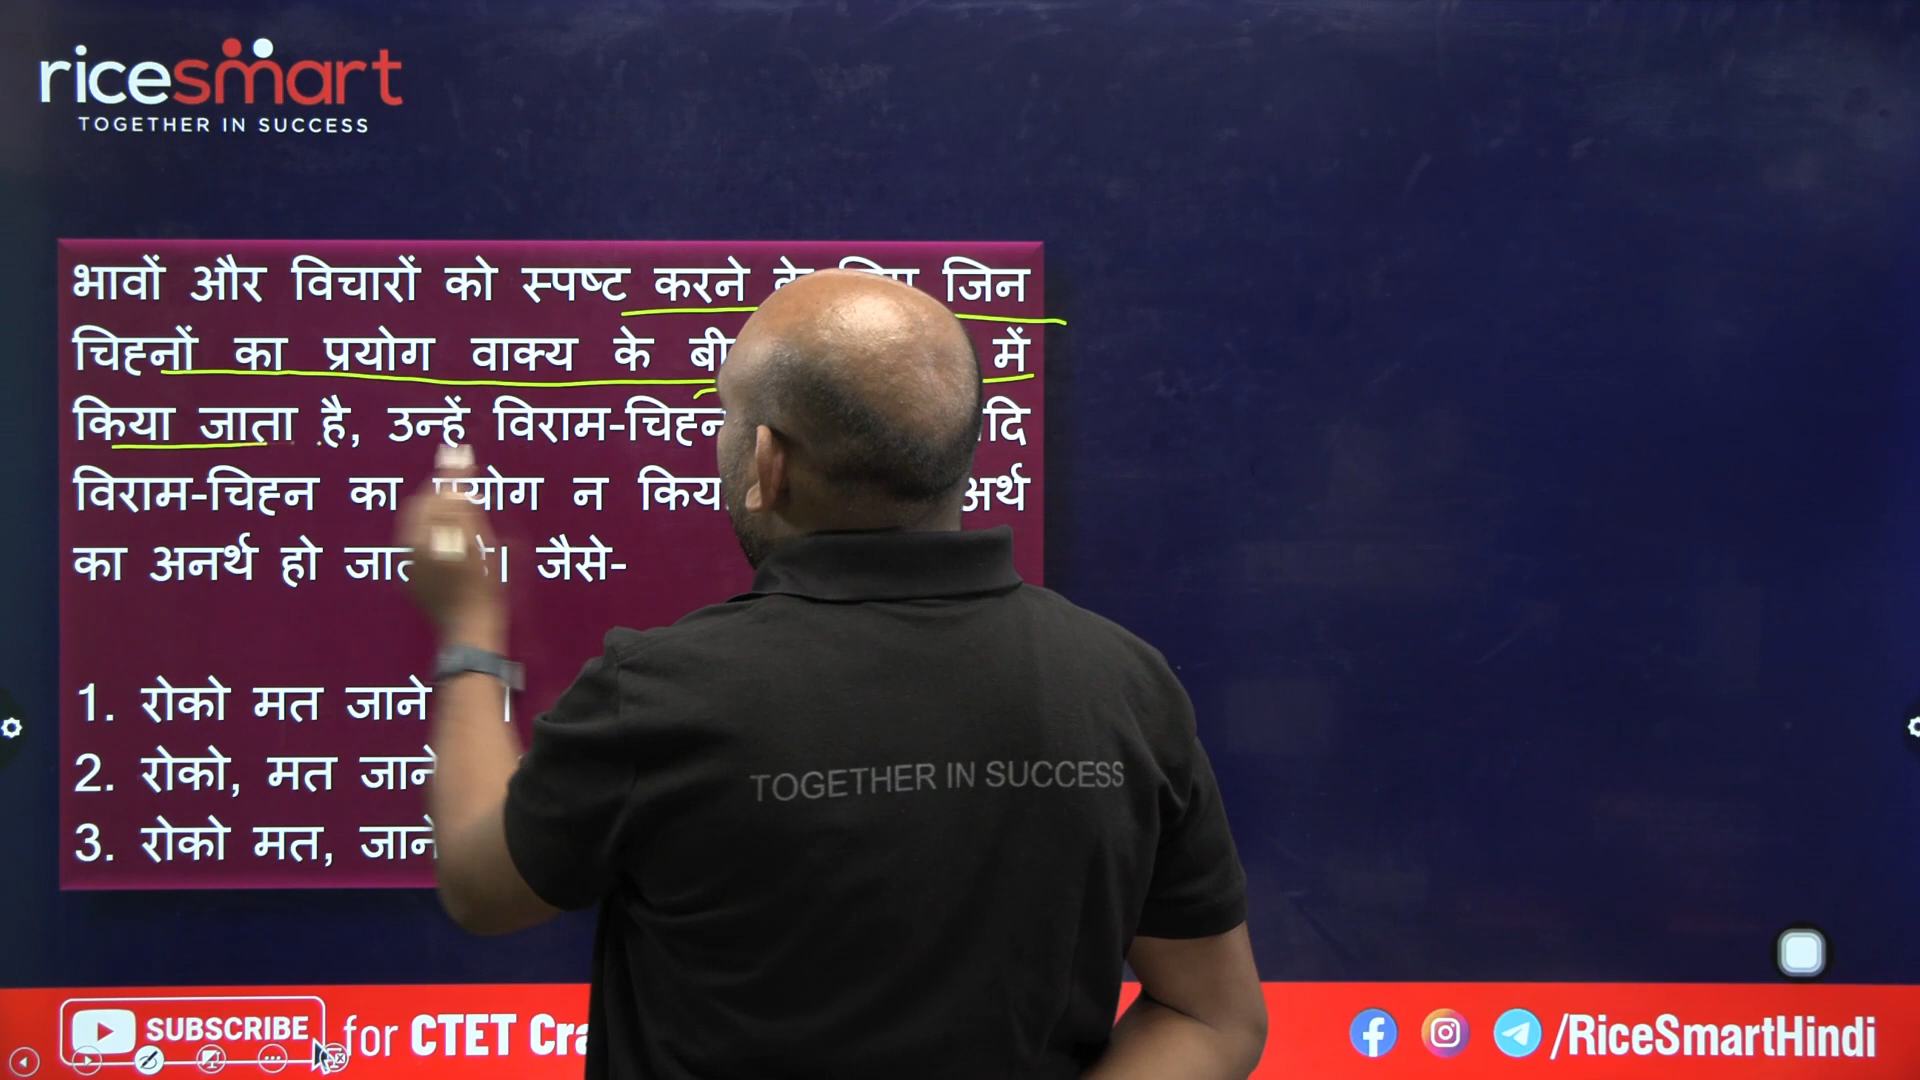 ricesmart
TOGETHER IN SUCCESS
भावों और विचारों को स्पष्ट करने जिन
चिह्नों का प्रयोग वाक्य के में
किया जाता है, उन्हें विराम-चिह्न
विराम-चिह्न का प्रयोग न अर्थ
का अनर्थ हो । जैसे-
1. रोको मत जाने
2. रोको, मत जाने
3. रोको मत, जाने
TOGETHER IN SUCCESS
SUBSCRIBE for CTET
/RiceSmartHindi